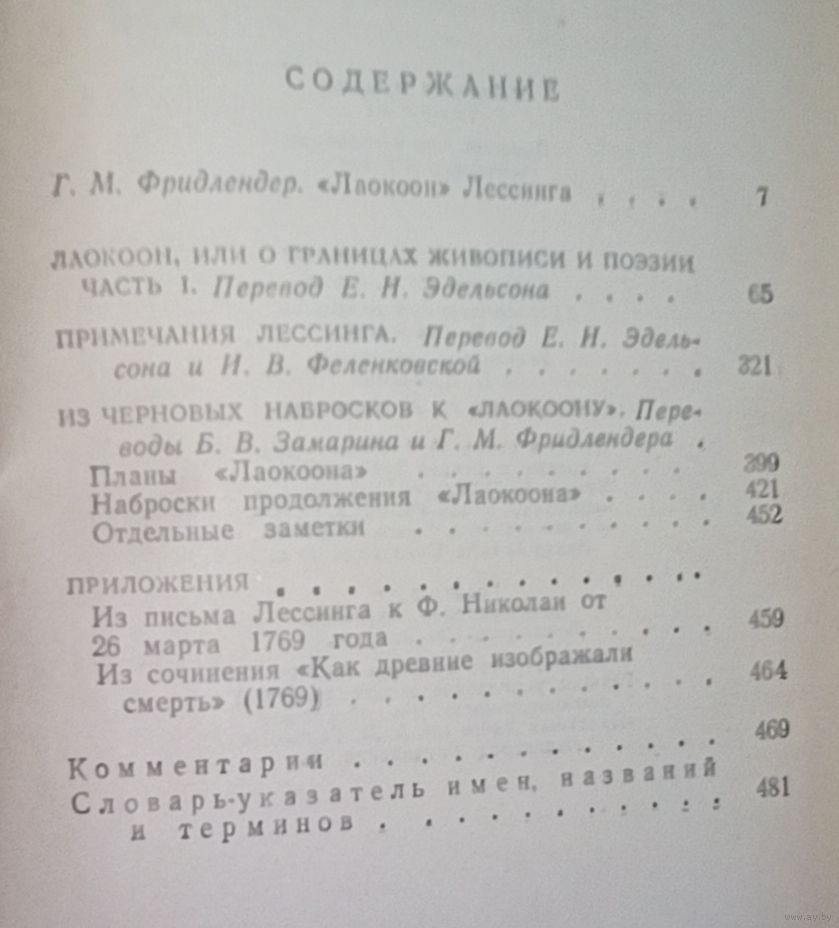 СОДЕРЖАНИЕ
Г. М. Фридлендер. «Лаокоон» Лессинга . . . . 7
ЛАОКООН, ИЛИ О ГРАНИЦАХ ЖИВОПИСИ И ПОЭЗИИ
ЧАСТЬ I. Перевод Е. Н. Эдельсона . . . . 65
ПРИМЕЧАНИЯ ЛЕССИНГА. Перевод Е. Н. Эдель-
сона и Н. В. Феленковской . . . . . . . 321
ИЗ ЧЕРНОВЫХ НАБРОСКОВ К «ЛАОКООНУ». Пере-
воды Б. В. Замарина и Г. М. Фридлендера .
Планы «Лаокоона» . . . . . . . . . 399
Наброски продолжения «Лаокоона» . . . . 421
Отдельные заметки . . . . . . . . . . 452
ПРИЛОЖЕНИЯ . . . . . . . . . . . . . .
Из письма Лессинга к Ф. Николаи от
26 марта 1769 года . . . . . . . . . . 459
Из сочинения «Как древние изображали
смерть» (1769) . . . . . . . . . . . 464
Комментарии . . . . . . . . . . . . 469
Словарь-указатель имен, названий
и терминов . . . . . . . . . . 481
www.ay.by